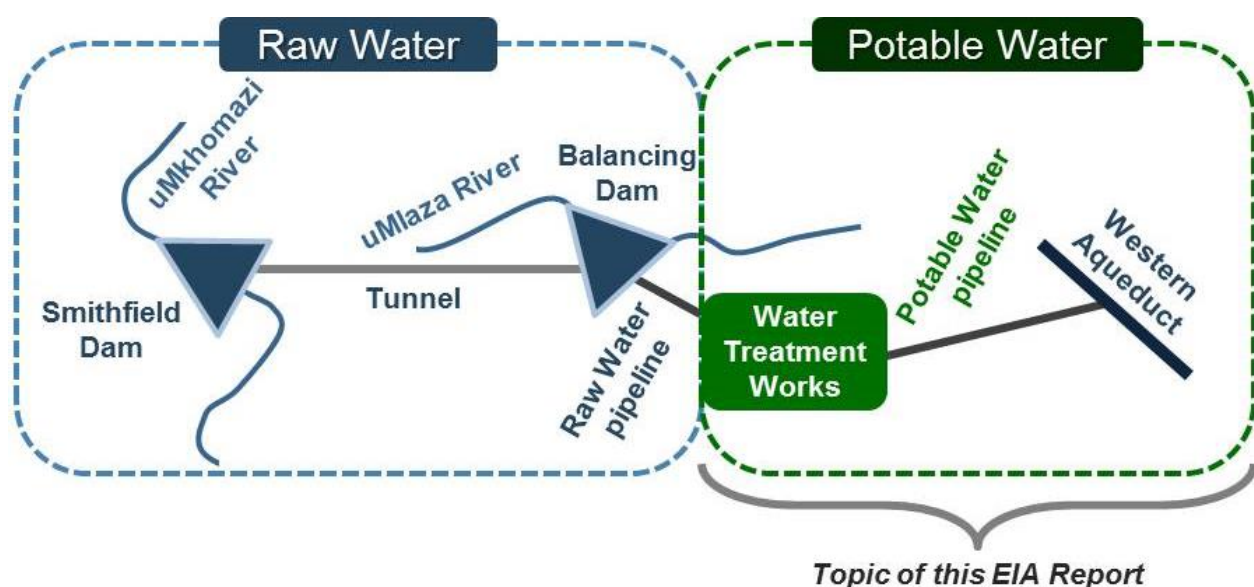 Raw Water
Potable Water
uMkhomazi
River
uMlaza River
Balancing
Dam
Smithfield
Dam
Tunnel
Raw Water
pipeline
Water
Treatment
Works
Potable Water
pipeline
Western
Aqueduct
Topic of this EIA Report